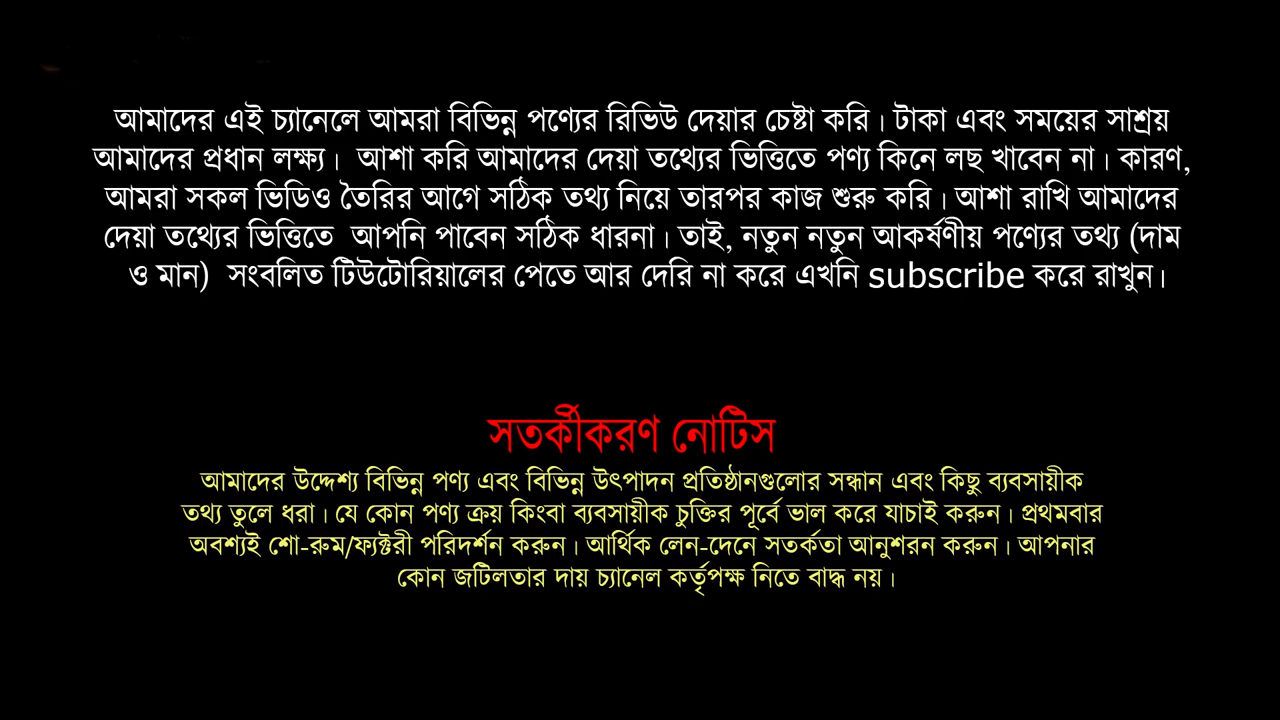 আমাদের এই চ্যানেলে আমরা বিভিন্ন পণ্যের রিভিউ দেয়ার চেষ্টা করি। টাকা এবং সময়ের সাশ্রয়
আমাদের প্রধান লক্ষ্য। আশা করি আমাদের দেয়া তথ্যের ভিত্তিতে পণ্য কিনে লছ খাবেন না। কারণ,
আমরা সকল ভিডিও তৈরির আগে সঠিক তথ্য নিয়ে তারপর কাজ শুরু করি। আশা রাখি আমাদের
দেয়া তথ্যের ভিত্তিতে আপনি পাবেন সঠিক ধারনা। তাই, নতুন নতুন আকর্ষণীয় পণ্যের তথ্য (দাম
ও মান) সংবলিত টিউটোরিয়ালের পেতে আর দেরি না করে এখনি subscribe করে রাখুন।
সতর্কীকরণ নোটিস
আমাদের উদ্দেশ্য বিভিন্ন পণ্য এবং বিভিন্ন উৎপাদন প্রতিষ্ঠানগুলোর সন্ধান এবং কিছু ব্যবসায়ীক
তথ্য তুলে ধরা। যে কোন পণ্য ক্রয় কিংবা ব্যবসায়ীক চুক্তির পূর্বে ভাল করে যাচাই করুন। প্রথমবার
অবশ্যই শো-রুম/ফ্যক্টরী পরিদর্শন করুন। আর্থিক লেন-দেনে সতর্কতা আনুশরন করুন। আপনার
কোন জটিলতার দায় চ্যানেল কর্তৃপক্ষ নিতে বাদ্ধ নয়।